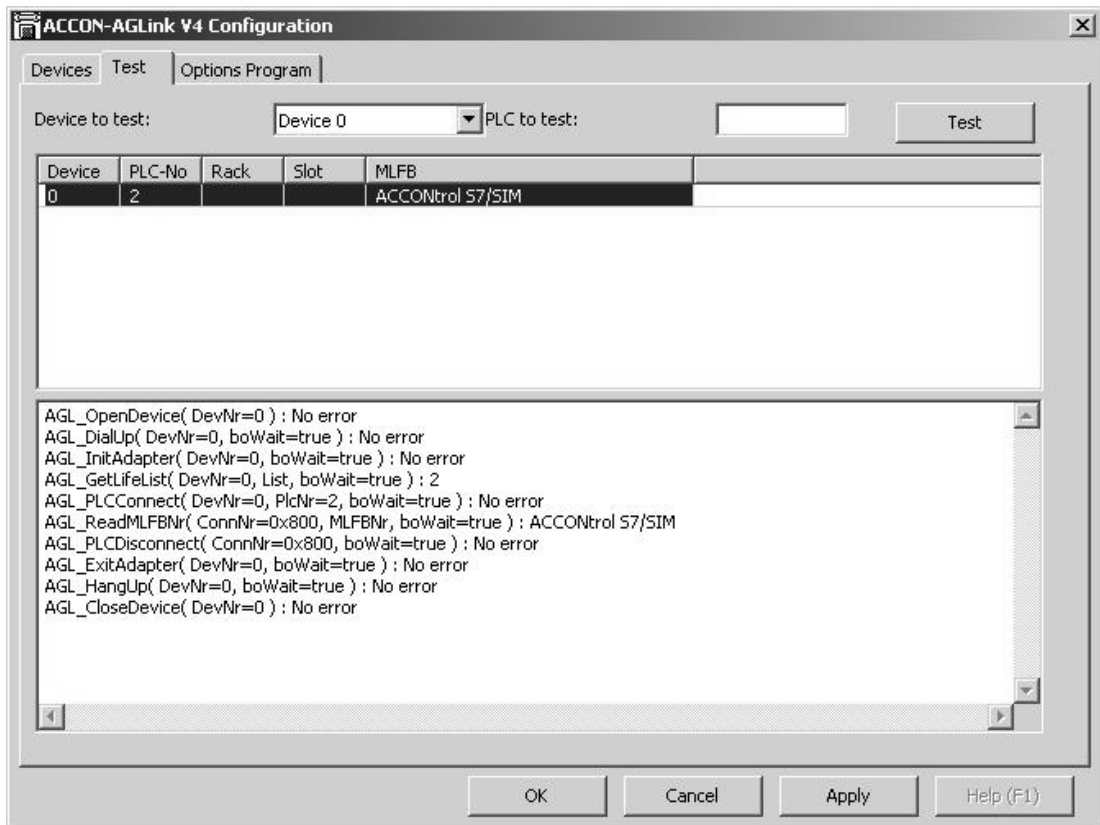 ACCON-AGLink V4 Configuration
Devices Test Options Program
Device to test: Device 0 PLC to test: Test
Device PLC-No Rack Slot MLFB
0 2 ACCONtrol S7/SIM
AGL_OpenDevice( DevNr=0 ) : No error
AGL_DialUp( DevNr=0, boWait=true ) : No error
AGL_InitAdapter( DevNr=0, boWait=true ) : No error
AGL_GetLifeList( DevNr=0, List, boWait=true ) : 2
AGL_PLCConnect( DevNr=0, PlcNr=2, boWait=true ) : No error
AGL_ReadMLFBNr( ConnNr=0x800, MLFBNr, boWait=true ) : ACCONtrol S7/SIM
AGL_PLCDisconnect( ConnNr=0x800, boWait=true ) : No error
AGL_ExitAdapter( DevNr=0, boWait=true ) : No error
AGL_HangUp( DevNr=0, boWait=true ) : No error
AGL_CloseDevice( DevNr=0 ) : No error
OK Cancel Apply Help (F1)